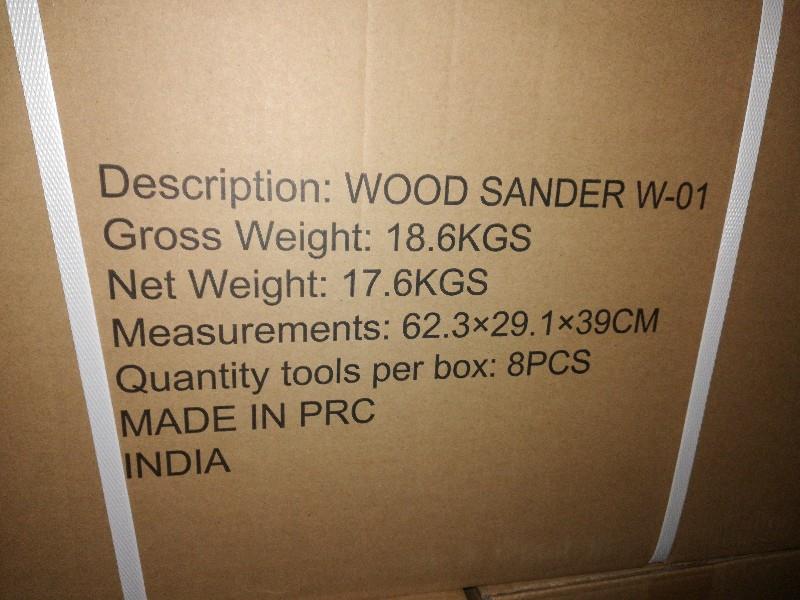 Description: WOOD SANDER W-01
Gross Weight: 18.6KGS
Net Weight: 17.6KGS
Measurements: 62.3×29.1×39CM
Quantity tools per box: 8PCS
MADE IN PRC
INDIA